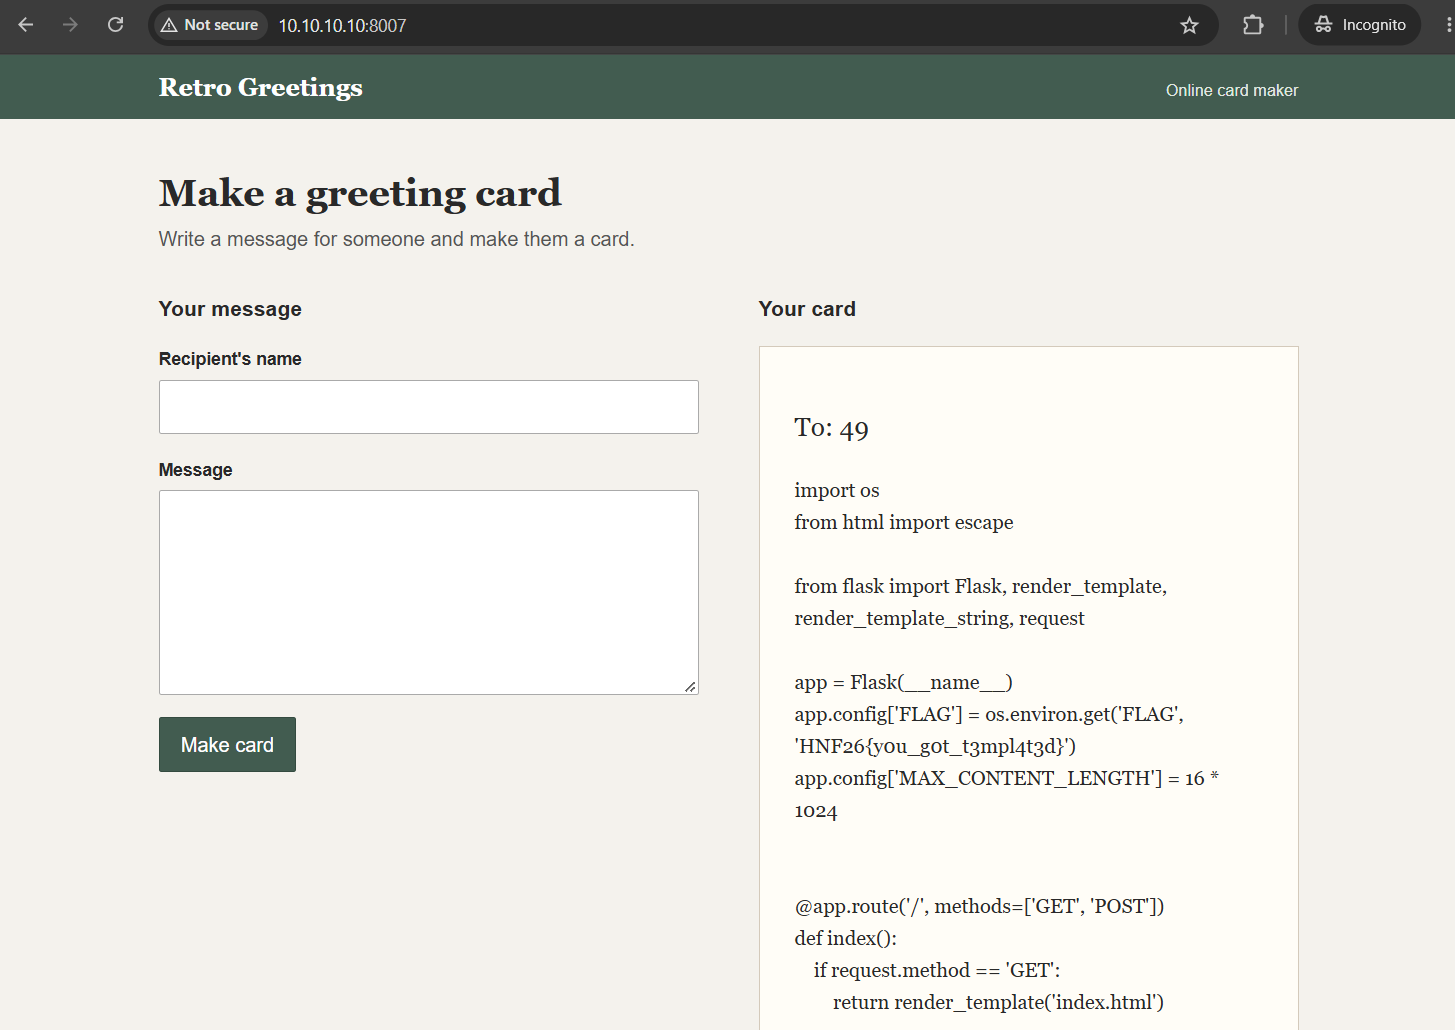 Not secure
10.10.10.10:8007
Incognito
Retro Greetings
Online card maker
Make a greeting card
Write a message for someone and make them a card.
Your message
Recipient's name
Message
Make card
Your card
To: 49
import os
from html import escape
from flask import Flask, render_template,
render_template_string, request
app = Flask(__name__)
app.config['FLAG'] = os.environ.get('FLAG',
'HNF26{y0u_g0t_t3mpl4t3d}')
app.config['MAX_CONTENT_LENGTH'] = 16 *
1024
@app.route('/', methods=['GET', 'POST'])
def index():
if request.method == 'GET':
return render_template('index.html')